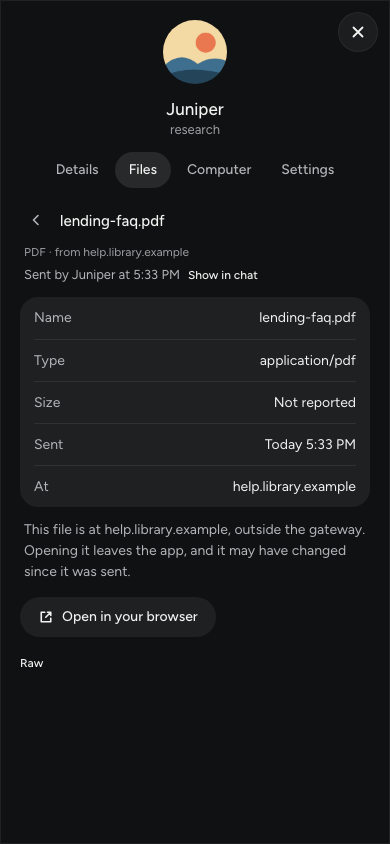 Juniper
research
Details Files Computer Settings
lending-faq.pdf
PDF · from help.library.example
Sent by Juniper at 5:33 PM Show in chat
Name lending-faq.pdf
Type application/pdf
Size Not reported
Sent Today 5:33 PM
At help.library.example
This file is at help.library.example, outside the gateway.
Opening it leaves the app, and it may have changed
since it was sent.
Open in your browser
Raw